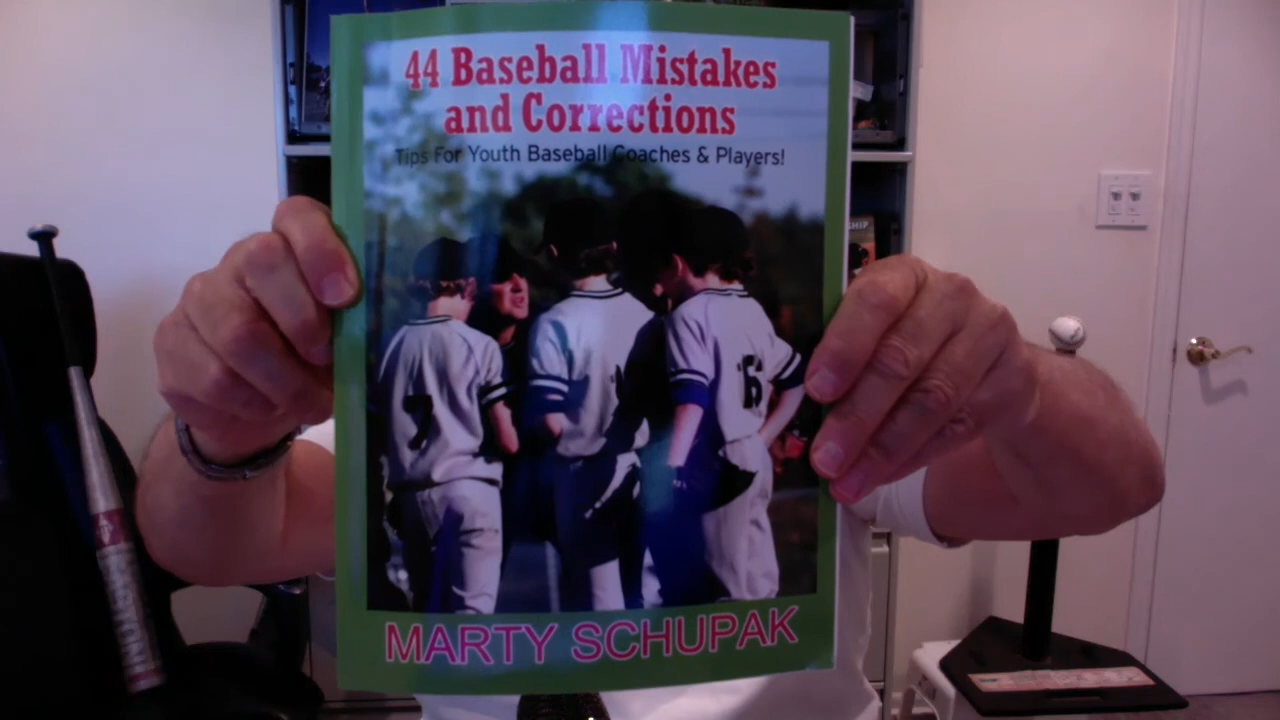 44 Baseball Mistakes
and Corrections
Tips For Youth Baseball Coaches & Players!
7
6
MARTY SCHUPAK